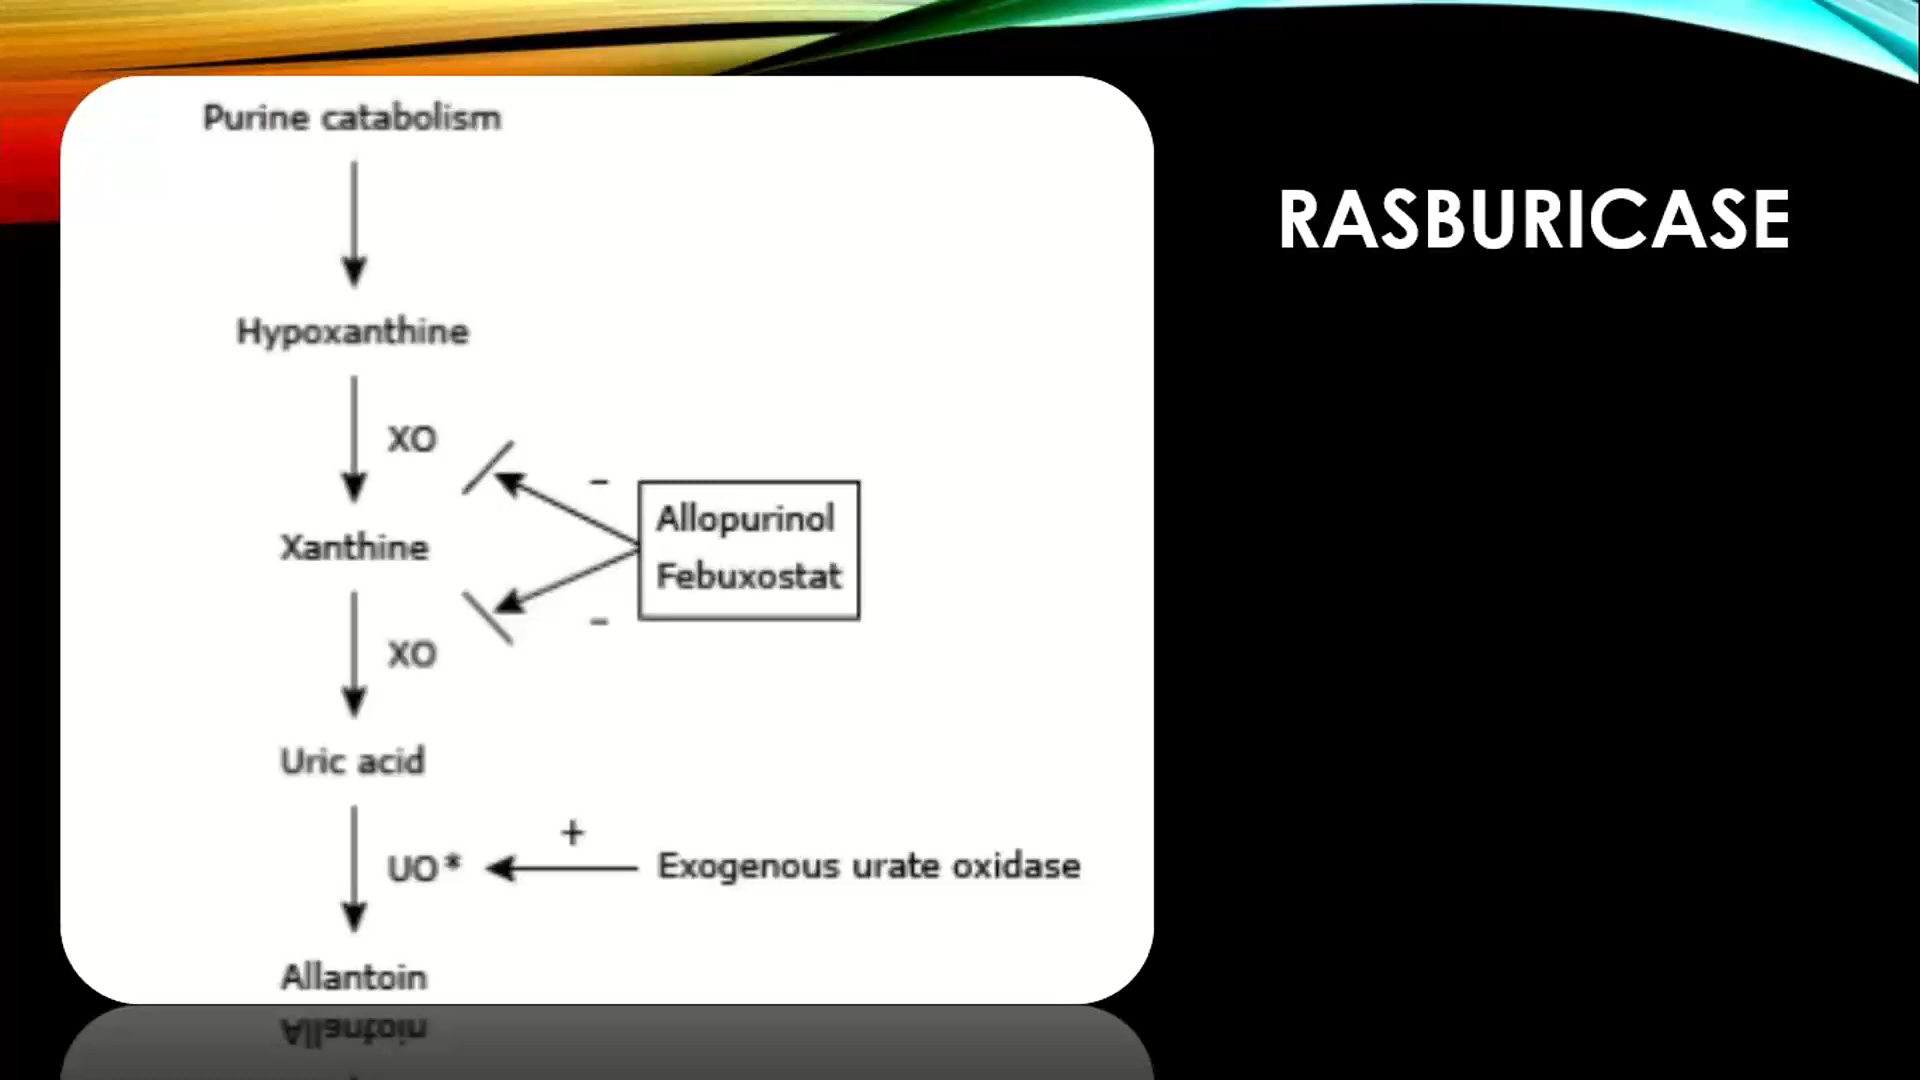 Purine catabolism
RASBURICASE
Hypoxanthine
XO
-
Allopurinol
Febuxostat
Xanthine
-
XO
Uric acid
+
UO*
Exogenous urate oxidase
Allantoin
Allantoin